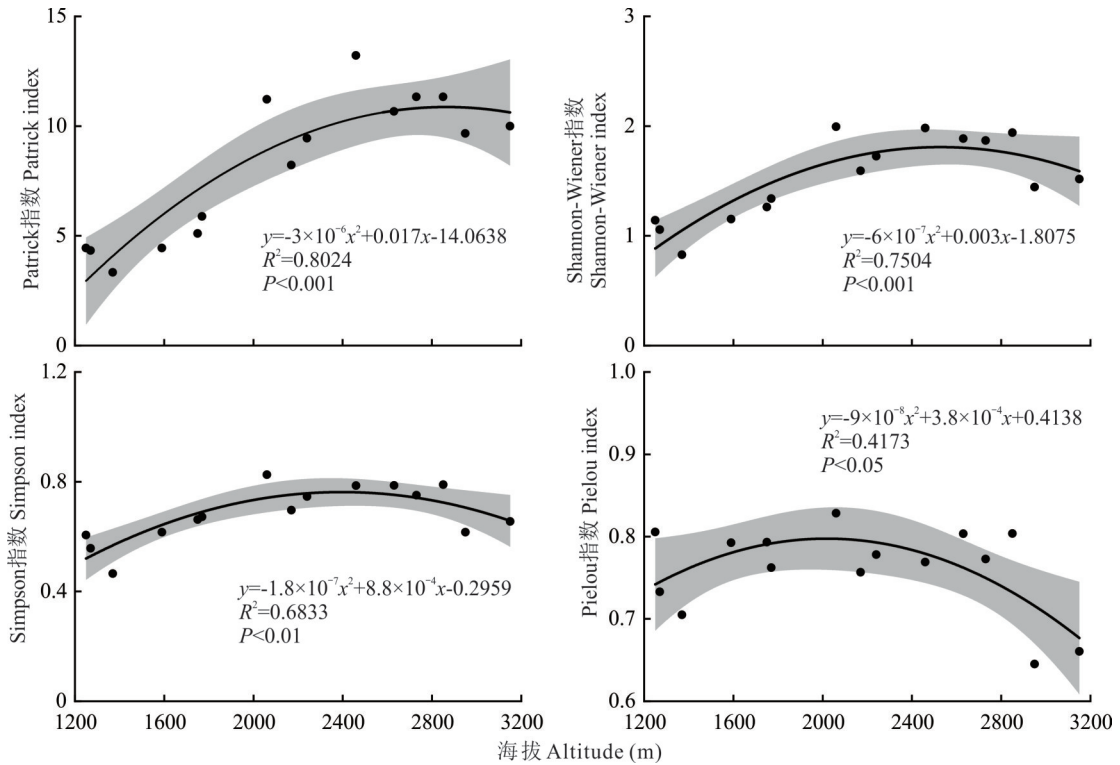 15
10
5
0
Patrick指数 Patrick index
y=-3×10⁻⁶x²+0.017x-14.0638
R²=0.8024
P<0.001
3
2
1
0
Shannon-Wiener指数
Shannon-Wiener index
y=-6×10⁻⁷x²+0.003x-1.8075
R²=0.7504
P<0.001
1.2
0.8
0.4
0
Simpson指数 Simpson index
y=-1.8×10⁻⁷x²+8.8×10⁻⁴x-0.2959
R²=0.6833
P<0.01
1200 1600 2000 2400 2800 3200
1.0
0.9
0.8
0.7
0.6
Pielou指数 Pielou index
y=-9×10⁻⁸x²+3.8×10⁻⁴x+0.4138
R²=0.4173
P<0.05
1200 1600 2000 2400 2800 3200
海拔 Altitude (m)